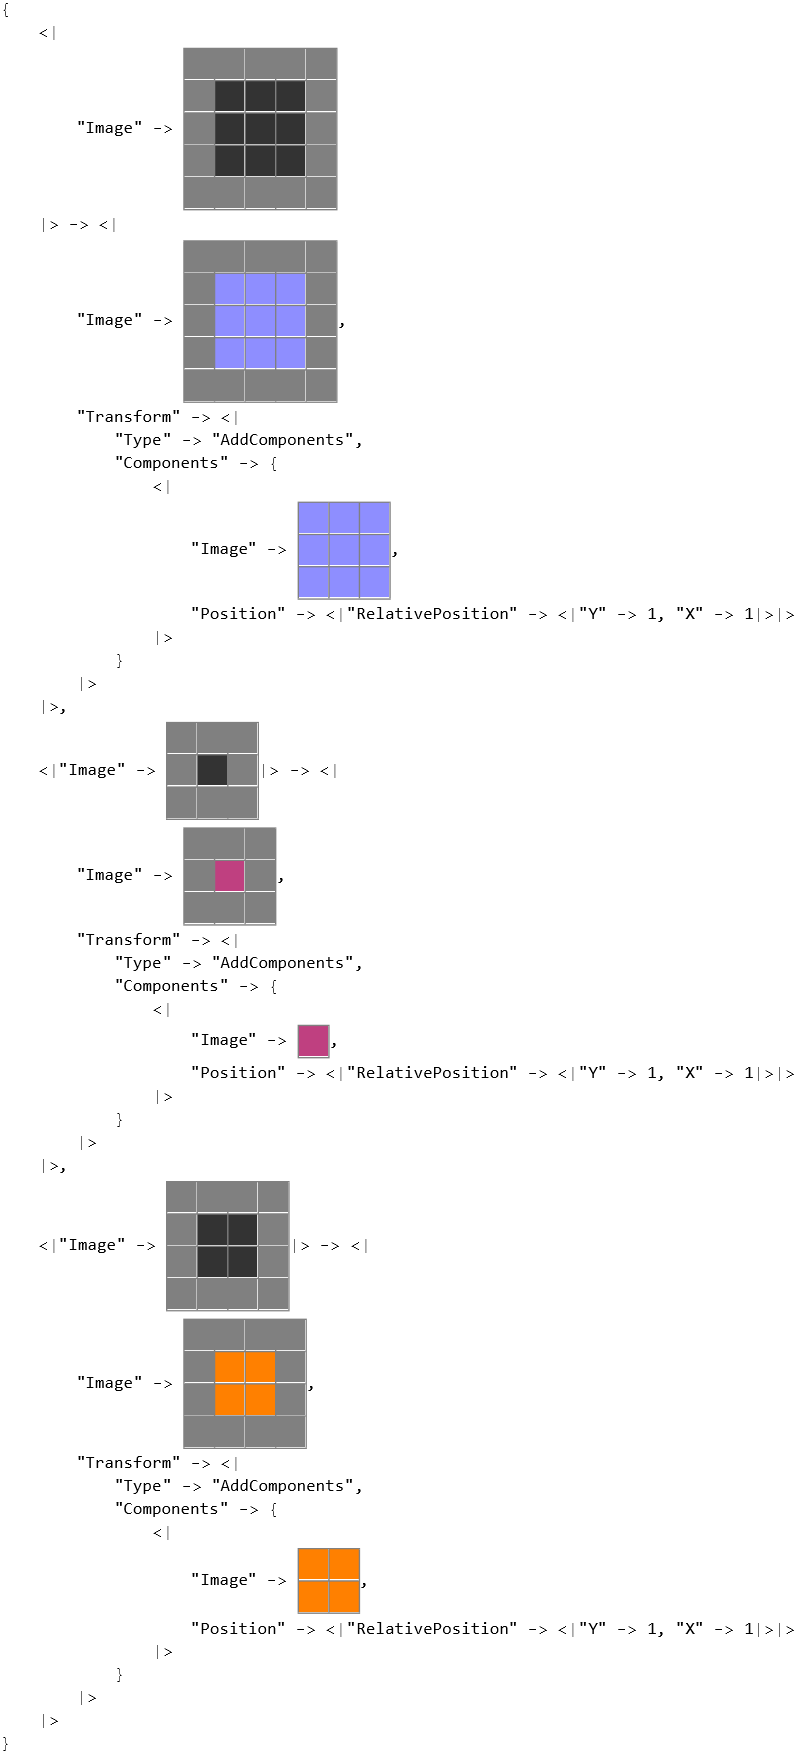 {
<|
"Image" ->
|> -> <|
"Image" -> ,
"Transform" -> <|
"Type" -> "AddComponents",
"Components" -> {
<|
"Image" -> ,
"Position" -> <|"RelativePosition" -> <|"Y" -> 1, "X" -> 1|>|>
|>
}
|>
|>,
<|"Image" -> |> -> <|
"Image" -> ,
"Transform" -> <|
"Type" -> "AddComponents",
"Components" -> {
<|
"Image" -> ,
"Position" -> <|"RelativePosition" -> <|"Y" -> 1, "X" -> 1|>|>
|>
}
|>
|>,
<|"Image" -> |> -> <|
"Image" -> ,
"Transform" -> <|
"Type" -> "AddComponents",
"Components" -> {
<|
"Image" -> ,
"Position" -> <|"RelativePosition" -> <|"Y" -> 1, "X" -> 1|>|>
|>
}
|>
|>
}